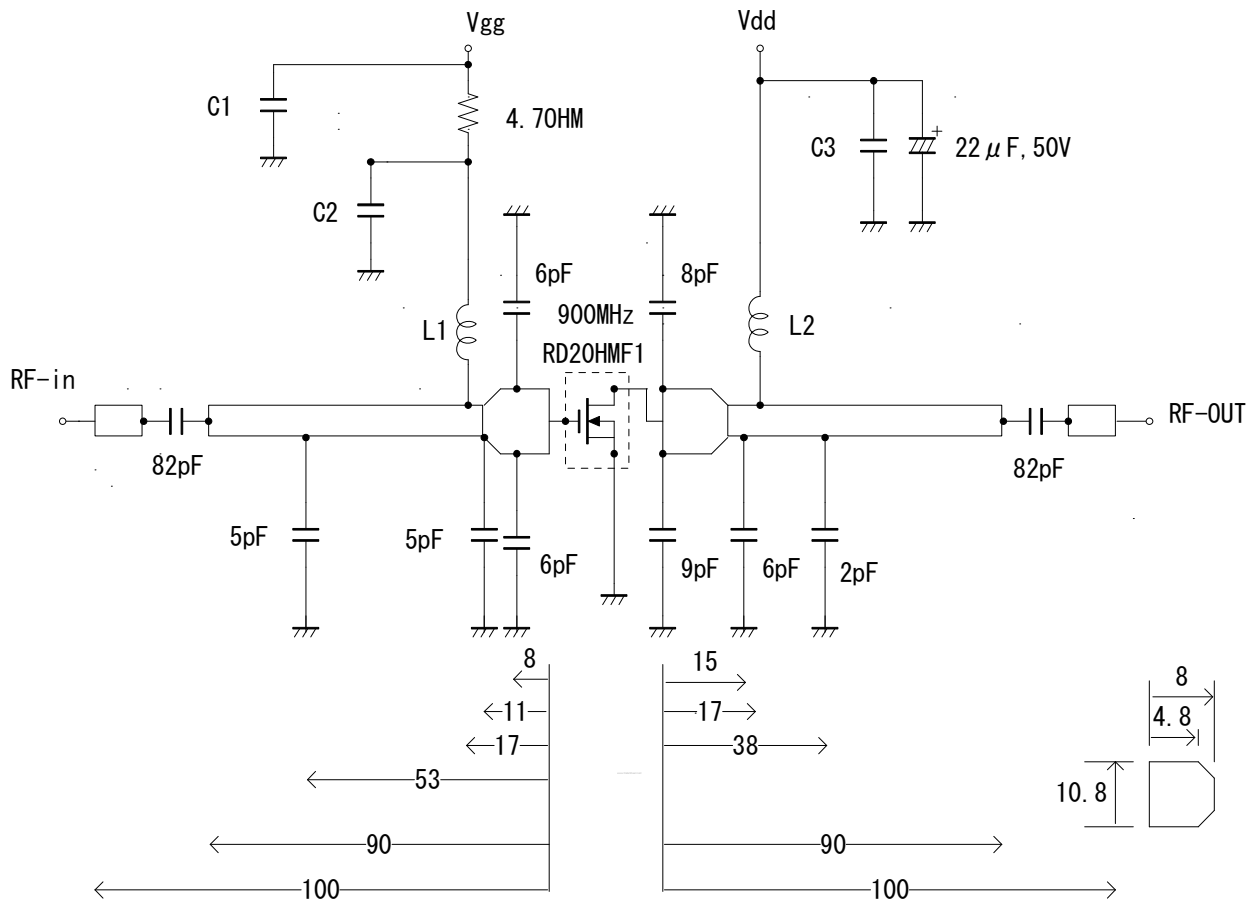 Vgg
Vdd
C1
4.7OHM
C3
22μF,50V
C2
6pF
8pF
900MHz
L1
L2
RD20HMF1
RF-in
RF-OUT
82pF
82pF
5pF
5pF
6pF
9pF
6pF
2pF
8
15
8
11
17
4.8
17
38
53
10.8
90
90
100
100